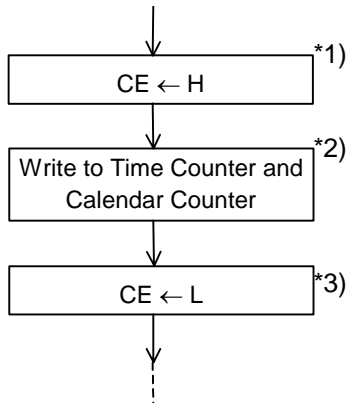 *1)
CE ← H
*2)
Write to Time Counter and
Calendar Counter
*3)
CE ← L